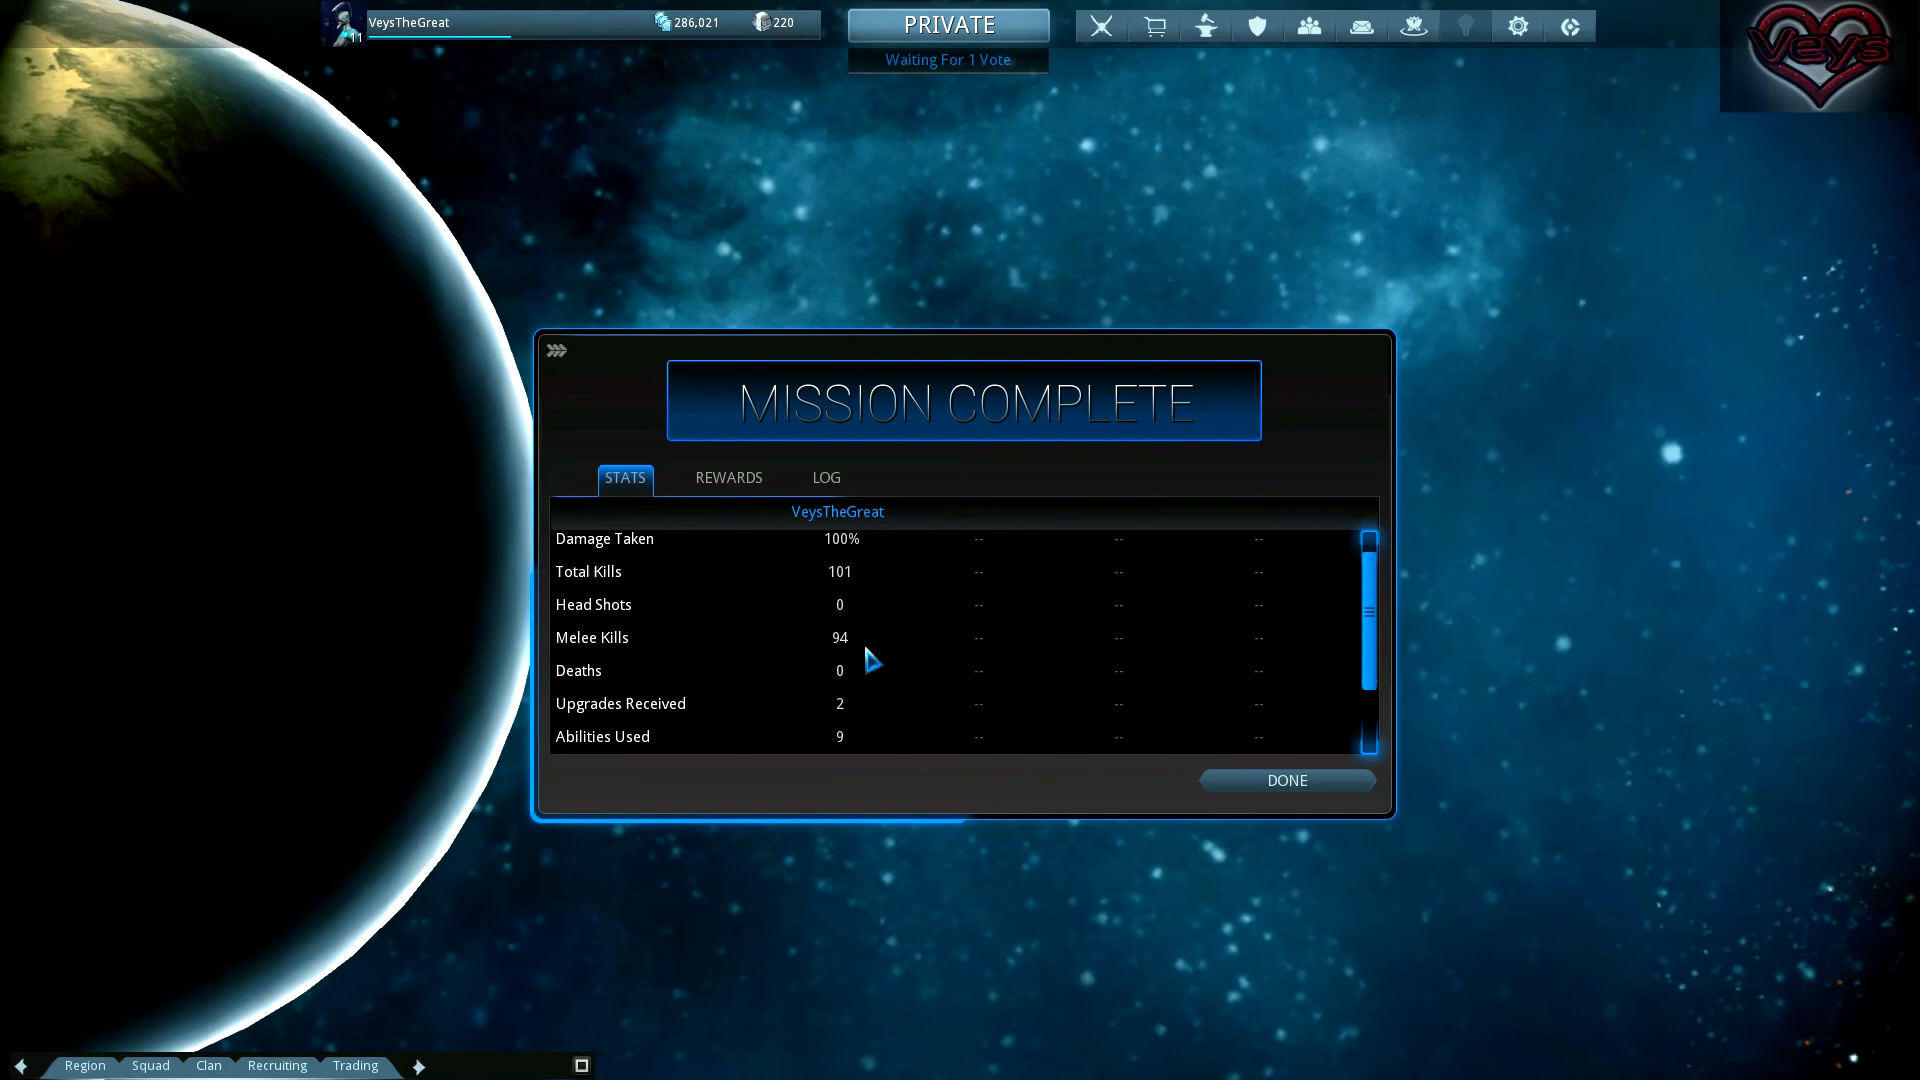 VeysTheGreat
11
286,021
220
PRIVATE
Waiting For 1 Vote
Veys
MISSION COMPLETE
STATS REWARDS LOG
VeysTheGreat
Damage Taken 100% -- -- --
Total Kills 101 -- -- --
Head Shots 0 -- -- --
Melee Kills 94 -- -- --
Deaths 0 -- -- --
Upgrades Received 2 -- -- --
Abilities Used 9 -- -- --
DONE
Region Squad Clan Recruiting Trading